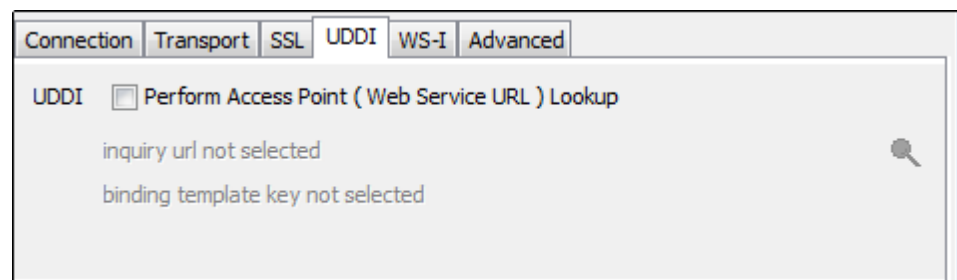 Connection Transport SSL UDDI WS-I Advanced
UDDI Perform Access Point ( Web Service URL ) Lookup
inquiry url not selected
binding template key not selected